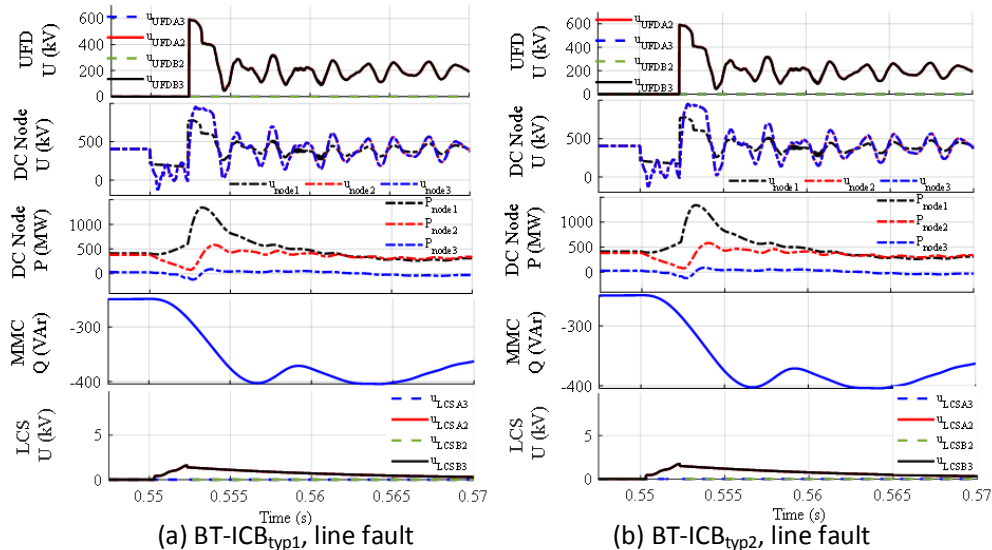 600
400
200
0
UFD
U (kV)
u_UFDA3
u_UFDA2
u_UFDB2
u_UFDB3
500
0
DC Node
U (kV)
u_node1 u_node2 u_node3
1000
500
0
DC Node
P (MW)
P_node1
P_node2
P_node3
-300
-400
MMC
Q (VAr)
5
0
LCS
U (kV)
u_LCSA3
u_LCSA2
u_LCSB2
u_LCSB3
0.55 0.555 0.56 0.565 0.57
Time (s)
(a) BT-ICB_typ1, line fault
600
400
200
0
UFD
U (kV)
u_UFDA2
u_UFDA3
u_UFDB2
u_UFDB3
500
0
DC Node
U (kV)
u_node1 u_node2 u_node3
1000
500
0
DC Node
P (MW)
P_node1
P_node2
P_node3
-300
-400
MMC
Q (VAr)
5
0
LCS
U (kV)
u_LCSA3
u_LCSA2
u_LCSB2
u_LCSB3
0.55 0.555 0.56 0.565 0.57
Time (s)
(b) BT-ICB_typ2, line fault